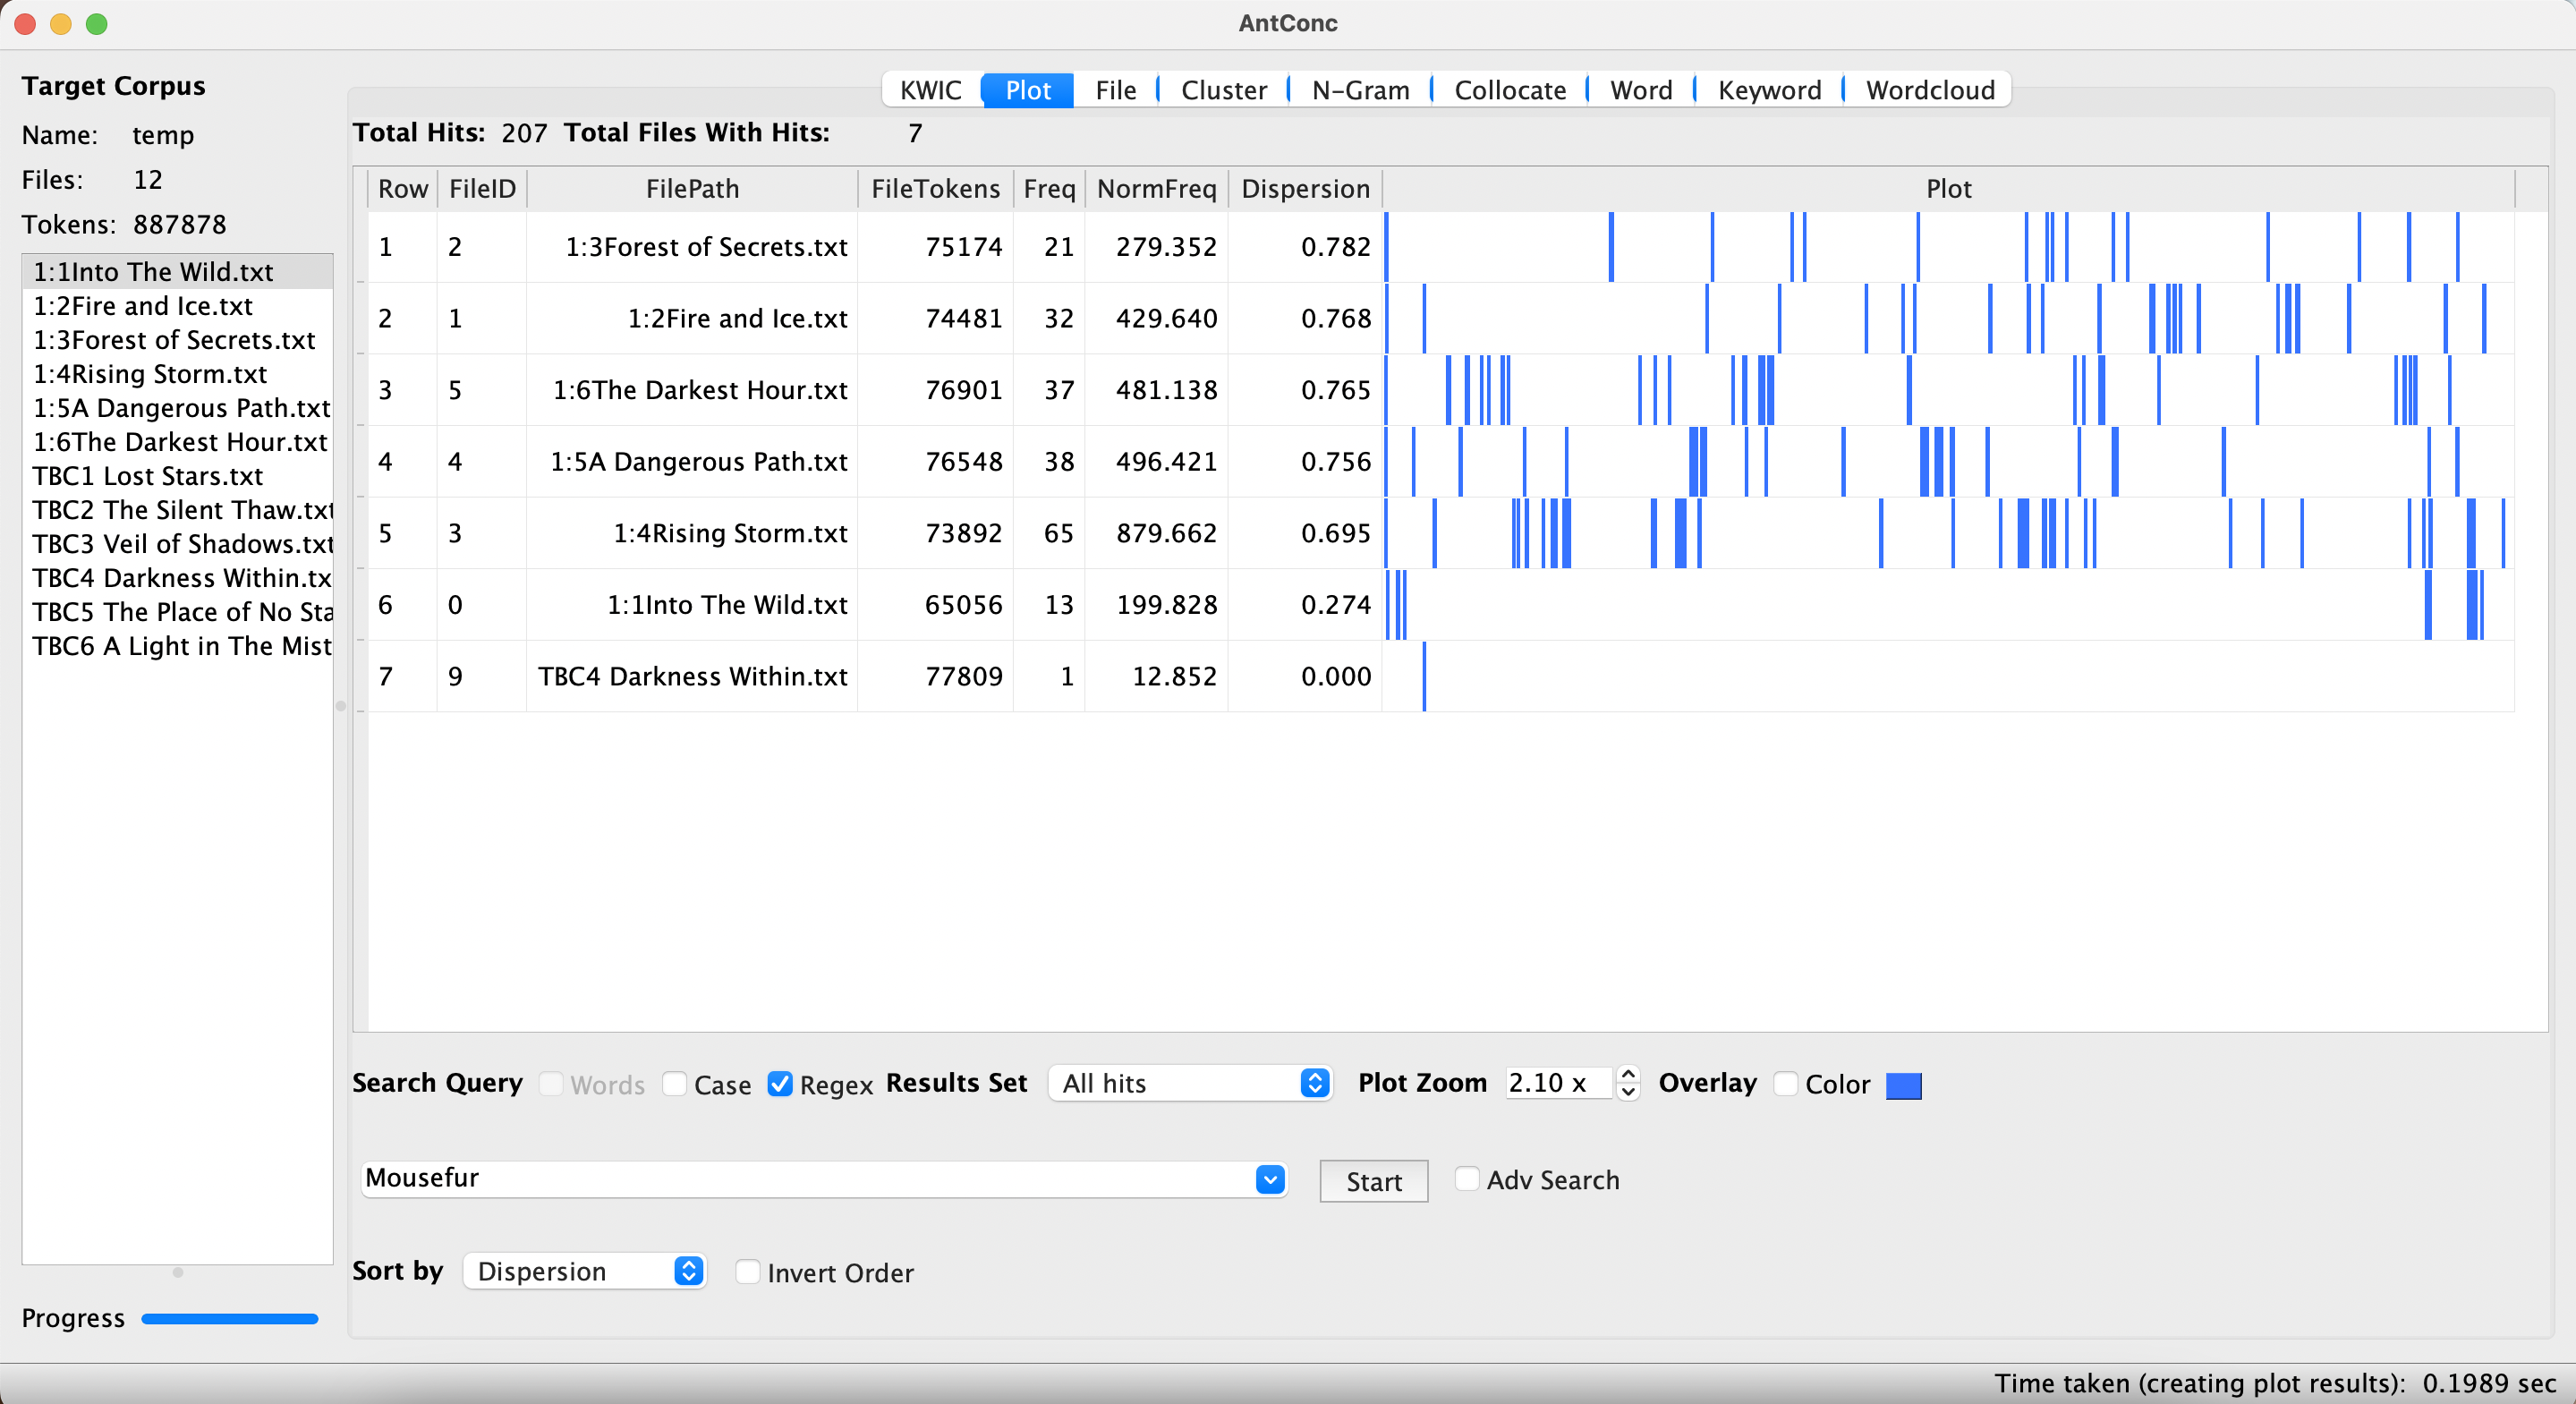 AntConc
Target Corpus
Name: temp
Files: 12
Tokens: 887878
1:1Into The Wild.txt
1:2Fire and Ice.txt
1:3Forest of Secrets.txt
1:4Rising Storm.txt
1:5A Dangerous Path.txt
1:6The Darkest Hour.txt
TBC1 Lost Stars.txt
TBC2 The Silent Thaw.txt
TBC3 Veil of Shadows.txt
TBC4 Darkness Within.tx
TBC5 The Place of No Sta
TBC6 A Light in The Mist
Progress
KWIC Plot File Cluster N-Gram Collocate Word Keyword Wordcloud
Total Hits: 207 Total Files With Hits: 7
Row FileID FilePath FileTokens Freq NormFreq Dispersion Plot
1 2 1:3Forest of Secrets.txt 75174 21 279.352 0.782
2 1 1:2Fire and Ice.txt 74481 32 429.640 0.768
3 5 1:6The Darkest Hour.txt 76901 37 481.138 0.765
4 4 1:5A Dangerous Path.txt 76548 38 496.421 0.756
5 3 1:4Rising Storm.txt 73892 65 879.662 0.695
6 0 1:1Into The Wild.txt 65056 13 199.828 0.274
7 9 TBC4 Darkness Within.txt 77809 1 12.852 0.000
Search Query Words Case Regex Results Set All hits Plot Zoom 2.10 x Overlay Color
Mousefur Start Adv Search
Sort by Dispersion Invert Order
Time taken (creating plot results): 0.1989 sec